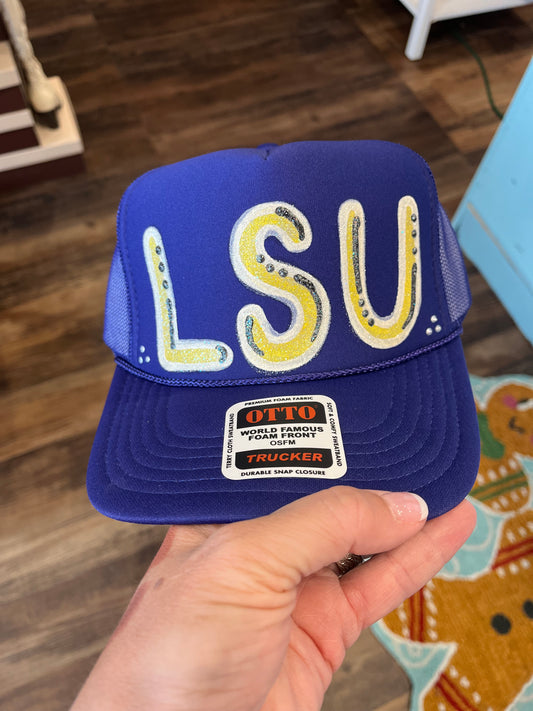 LSU
PREMIUM FOAM FABRIC
TERRY CLOTH SWEATBAND
OTTO
WORLD FAMOUS
FOAM FRONT
OSFM
TRUCKER
SOFT & COMFY SWEATBAND
DURABLE SNAP CLOSURE